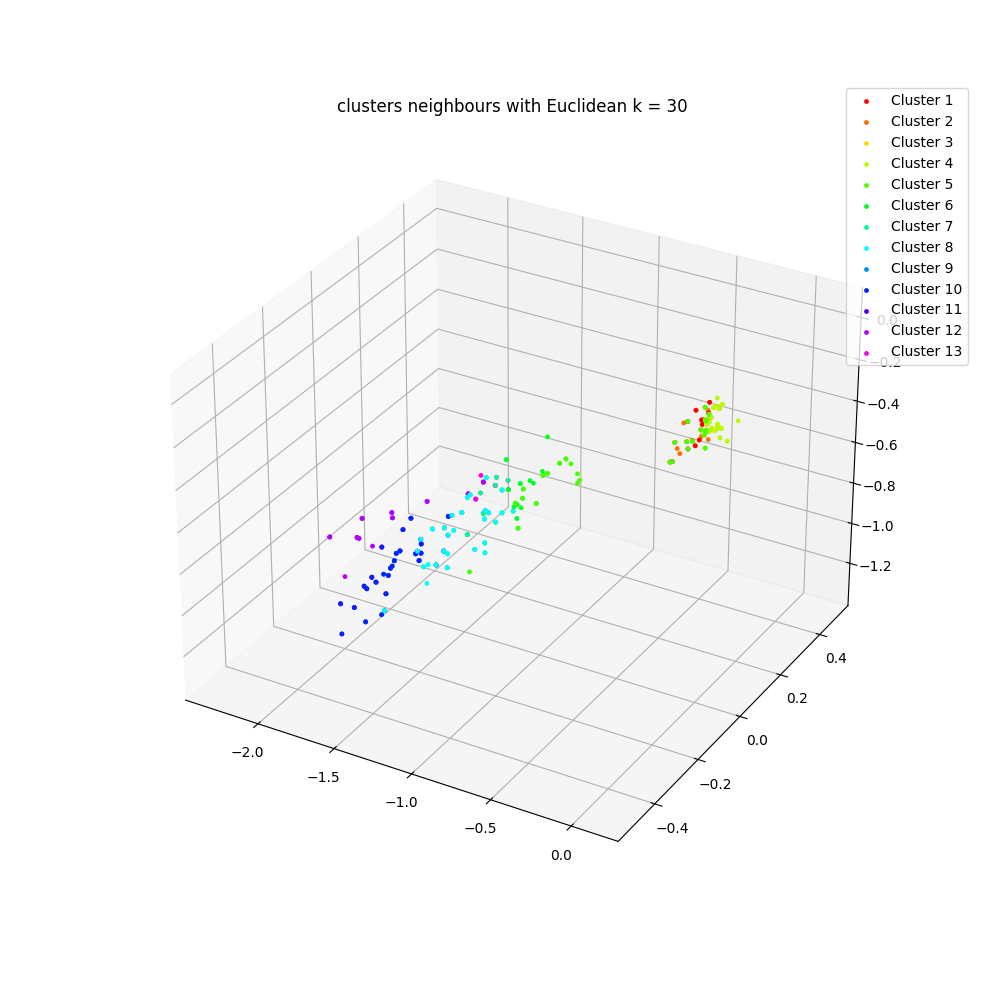 clusters neighbours with Euclidean k = 30
Cluster 1
Cluster 2
Cluster 3
Cluster 4
Cluster 5
Cluster 6
Cluster 7
Cluster 8
Cluster 9
Cluster 10
Cluster 11
Cluster 12
Cluster 13
0.0
−0.2
−0.4
−0.6
−0.8
−1.0
−1.2
0.4
0.2
0.0
−0.2
−0.4
−2.0
−1.5
−1.0
−0.5
0.0